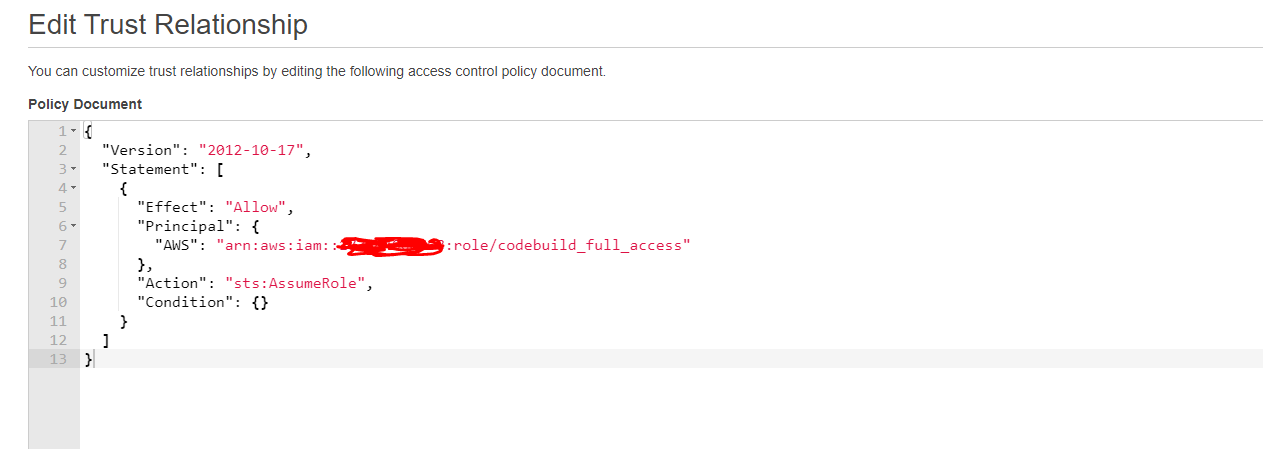 Edit Trust Relationship
You can customize trust relationships by editing the following access control policy document.
Policy Document
1 {
2 "Version": "2012-10-17",
3 "Statement": [
4 {
5 "Effect": "Allow",
6 "Principal": {
7 "AWS": "arn:aws:iam:: :role/codebuild_full_access"
8 },
9 "Action": "sts:AssumeRole",
10 "Condition": {}
11 }
12 ]
13 }